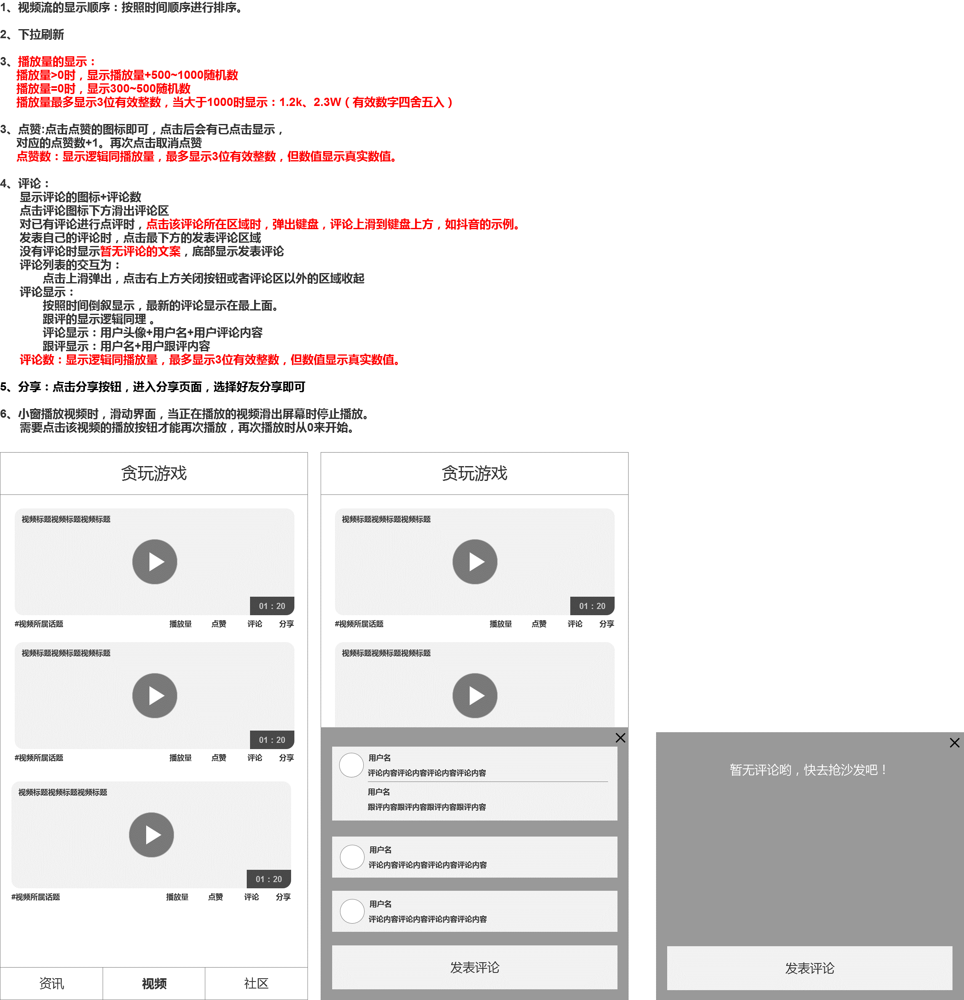 1、视频流的显示顺序：按照时间顺序进行排序。
2、下拉刷新
3、播放量的显示：
播放量>0时，显示播放量+500~1000随机数
播放量=0时，显示300~500随机数
播放量最多显示3位有效整数，当大于1000时显示：1.2k、2.3W（有效数字四舍五入）
3、点赞:点击点赞的图标即可，点击后会有已点击显示，
对应的点赞数+1。再次点击取消点赞
点赞数：显示逻辑同播放量，最多显示3位有效整数，但数值显示真实数值。
4、评论：
显示评论的图标+评论数
点击评论图标下方滑出评论区
对已有评论进行点评时，点击该评论所在区域时，弹出键盘，评论上滑到键盘上方，如抖音的示例。
发表自己的评论时，点击最下方的发表评论区域
没有评论时显示暂无评论的文案，底部显示发表评论
评论列表的交互为：
点击上滑弹出，点击右上方关闭按钮或者评论区以外的区域收起
评论显示：
按照时间倒叙显示，最新的评论显示在最上面。
跟评的显示逻辑同理 。
评论显示：用户头像+用户名+用户评论内容
跟评显示：用户名+用户跟评内容
评论数：显示逻辑同播放量，最多显示3位有效整数，但数值显示真实数值。
5、分享：点击分享按钮，进入分享页面，选择好友分享即可
6、小窗播放视频时，滑动界面，当正在播放的视频滑出屏幕时停止播放。
需要点击该视频的播放按钮才能再次播放，再次播放时从0来开始。
贪玩游戏
视频标题视频标题视频标题
01：20
#视频所属话题 播放量 点赞 评论 分享
视频标题视频标题视频标题
01：20
#视频所属话题 播放量 点赞 评论 分享
视频标题视频标题视频标题
01：20
#视频所属话题 播放量 点赞 评论 分享
资讯 视频 社区
贪玩游戏
视频标题视频标题视频标题
01：20
#视频所属话题 播放量 点赞 评论 分享
视频标题视频标题视频标题
用户名
评论内容评论内容评论内容评论内容
用户名
跟评内容跟评内容跟评内容跟评内容
用户名
评论内容评论内容评论内容评论内容
用户名
评论内容评论内容评论内容评论内容
发表评论
暂无评论哟，快去抢沙发吧！
发表评论